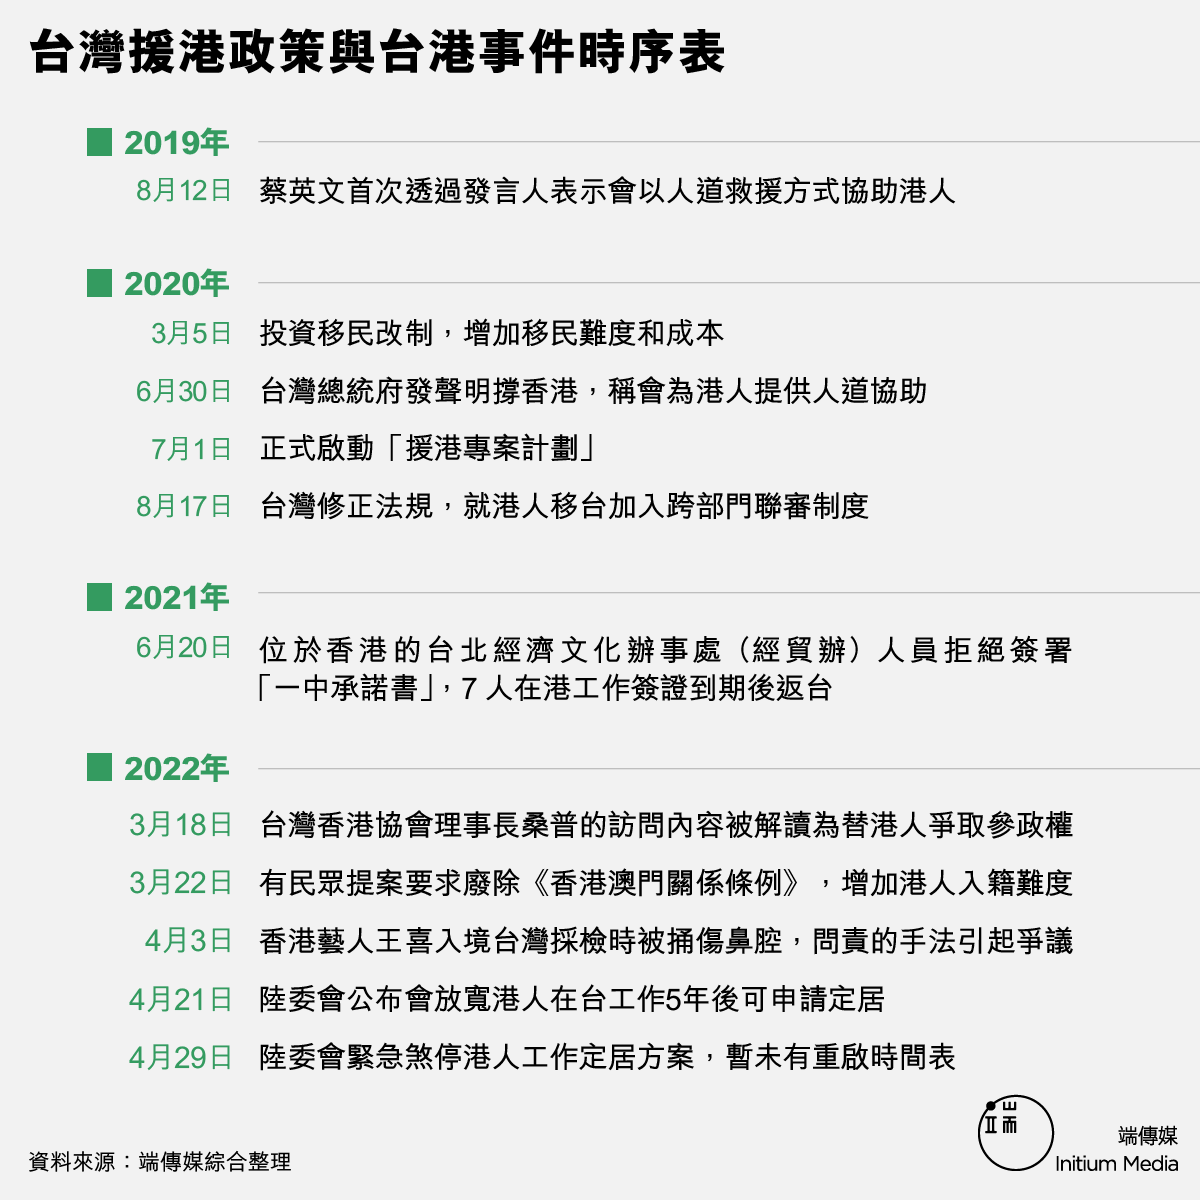 台灣援港政策與台港事件時序表
2019年
8月12日 蔡英文首次透過發言人表示會以人道救援方式協助港人
2020年
3月5日 投資移民改制，增加移民難度和成本
6月30日 台灣總統府發聲明撐香港，稱會為港人提供人道協助
7月1日 正式啟動「援港專案計劃」
8月17日 台灣修正法規，就港人移台加入跨部門聯審制度
2021年
6月20日 位於香港的台北經濟文化辦事處（經貿辦）人員拒絕簽署
「一中承諾書」，7 人在港工作簽證到期後返台
2022年
3月18日 台灣香港協會理事長桑普的訪問內容被解讀為替港人爭取參政權
3月22日 有民眾提案要求廢除《香港澳門關係條例》，增加港人入籍難度
4月3日 香港藝人王喜入境台灣採檢時被捅傷鼻腔，問責的手法引起爭議
4月21日 陸委會公布會放寬港人在台工作5年後可申請定居
4月29日 陸委會緊急煞停港人工作定居方案，暫未有重啟時間表
資料來源：端傳媒綜合整理
端
端傳媒
Initium Media